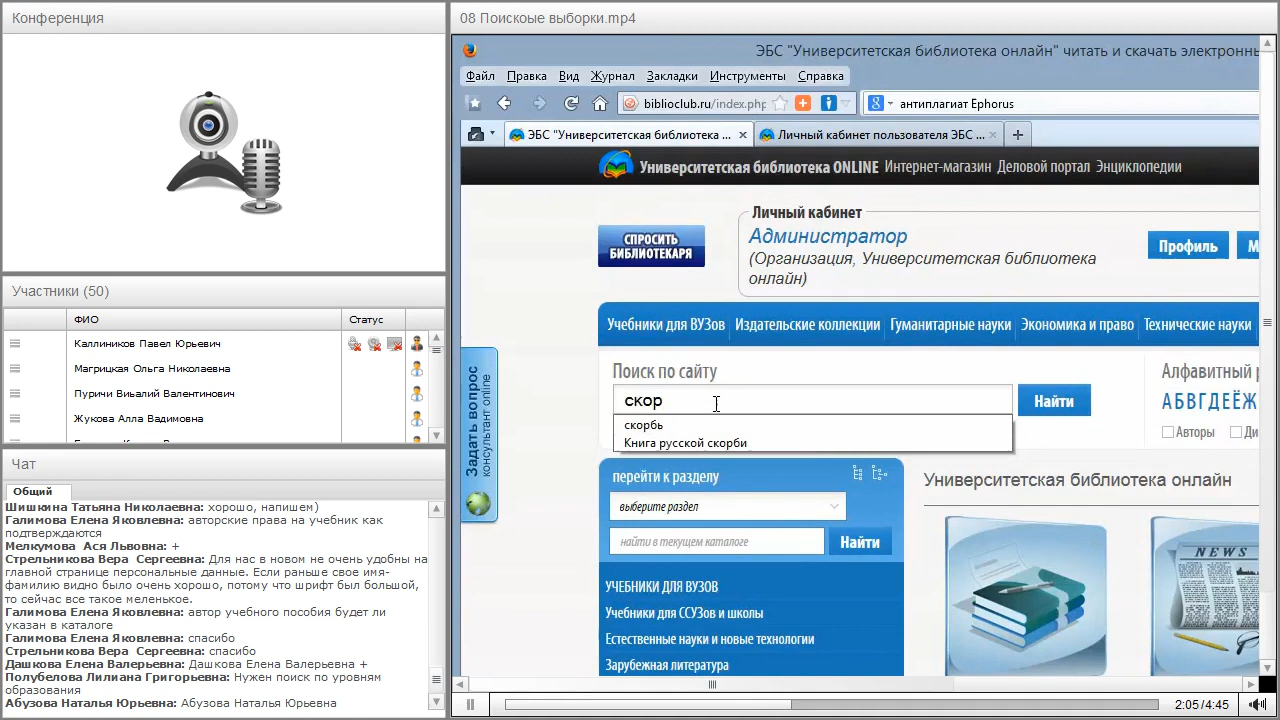 Конференция
08 Поискоые выборки.mp4
ЭБС "Университетская библиотека онлайн" читать и скачать электронны
Файл Правка Вид Журнал Закладки Инструменты Справка
biblioclub.ru/index.php
антиплагиат Ephorus
ЭБС "Университетская библиотека ...
Личный кабинет пользователя ЭБС ...
Университетская библиотека ONLINE Интернет-магазин Деловой портал Энциклопедии
СПРОСИТЬ
БИБЛИОТЕКАРЯ
Личный кабинет
Администратор
(Организация, Университетская библиотека
онлайн)
Профиль
М
Учебники для ВУЗов Издательские коллекции Гуманитарные науки Экономика и право Технические науки
Поиск по сайту
скор
Найти
скорбь
Книга русской скорби
Алфавитный р
АБВГДЕЁЖ
Авторы
Ди
Задать вопрос
консультант online
перейти к разделу
выберите раздел
найти в текущем каталоге
Найти
УЧЕБНИКИ ДЛЯ ВУЗОВ
Учебники для ССУЗов и школы
Естественные науки и новые технологии
Зарубежная литература
Университетская библиотека онлайн
NEWS
2:05/4:45
Участники (50)
ФИО
Статус
Каллиников Павел Юрьевич
Магрицкая Ольга Николаевна
Пуричи Виьалий Валентинович
Жукова Алла Вадимовна
Чат
Общий
Шишкина Татьяна Николаевна: хорошо, напишем)
Галимова Елена Яковлевна: авторские права на учебник как
подтверждаются
Мелкумова Ася Львовна: +
Стрельникова Вера Сергеевна: Для нас в новом не очень удобны на
главной странице персональные данные. Если раньше свое имя-
фамилию видно было очень хорошо, потому что шрифт был большой,
то сейчас все такое меленькое.
Галимова Елена Яковлевна: автор учебного пособия будет ли
указан в каталоге
Галимова Елена Яковлевна: спасибо
Стрельникова Вера Сергеевна: спасибо
Дашкова Елена Валерьевна: Дашкова Елена Валерьевна +
Полубелова Лилиана Григорьевна: Нужен поиск по уровням
образования
Абузова Наталья Юрьевна: Абузова Наталья Юрьевна